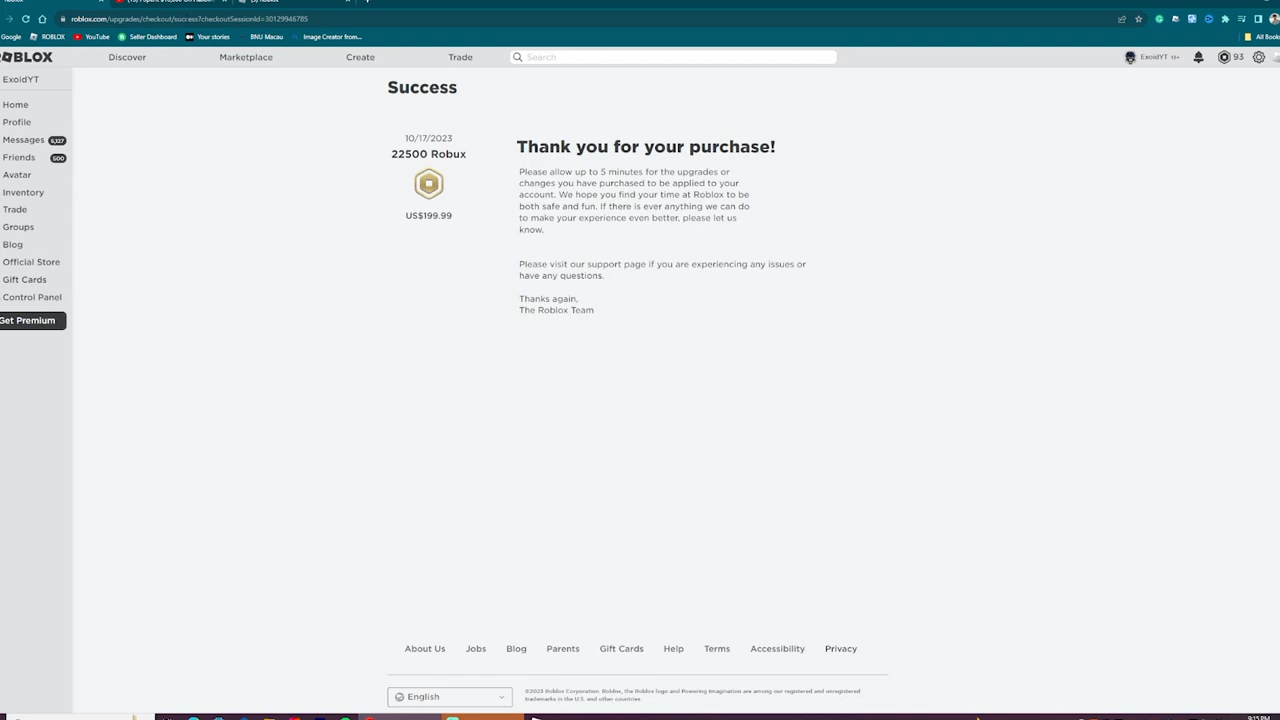 roblox.com/upgrades/checkout/success?checkoutSessionId=30129946785
Google ROBLOX YouTube Seller Dashboard Your stories BNU Macau Image Creator from... All Book
ROBLOX Discover Marketplace Create Trade Search ExoidYT 13+ 93
ExoidYT
Home
Profile
Messages 5,127
Friends 500
Avatar
Inventory
Trade
Groups
Blog
Official Store
Gift Cards
Control Panel
Get Premium
Success
10/17/2023
22500 Robux
US$199.99
Thank you for your purchase!
Please allow up to 5 minutes for the upgrades or
changes you have purchased to be applied to your
account. We hope you find your time at Roblox to be
both safe and fun. If there is ever anything we can do
to make your experience even better, please let us
know.
Please visit our support page if you are experiencing any issues or
have any questions.
Thanks again,
The Roblox Team
About Us Jobs Blog Parents Gift Cards Help Terms Accessibility Privacy
English
©2023 Roblox Corporation. Roblox, the Roblox logo and Powering Imagination are among our registered and unregistered
trademarks in the U.S. and other countries.
9:15 PM